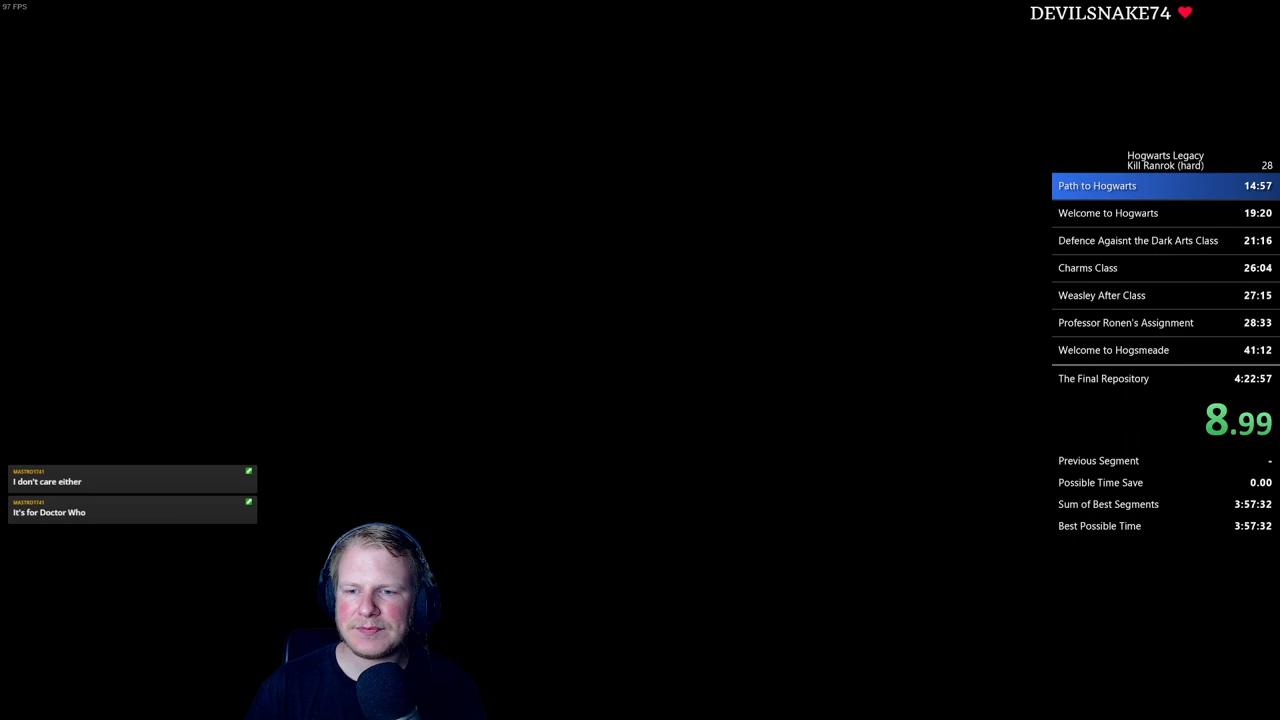 97 FPS
DEVILSNAKE74
Hogwarts Legacy
Kill Ranrok (hard) 28
Path to Hogwarts 14:57
Welcome to Hogwarts 19:20
Defence Agaisnt the Dark Arts Class 21:16
Charms Class 26:04
Weasley After Class 27:15
Professor Ronen's Assignment 28:33
Welcome to Hogsmeade 41:12
The Final Repository 4:22:57
8.99
Previous Segment -
Possible Time Save 0.00
Sum of Best Segments 3:57:32
Best Possible Time 3:57:32
MASTRO1741
I don't care either
MASTRO1741
It's for Doctor Who